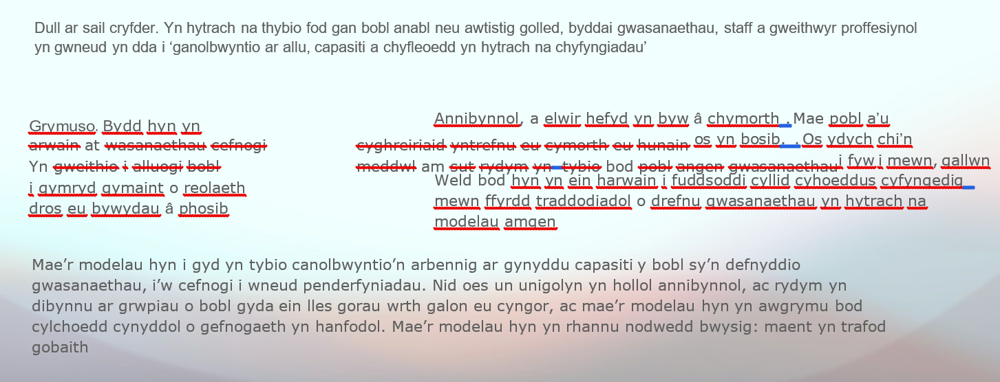 Dull ar sail cryfder. Yn hytrach na thybio fod gan bobl anabl neu awtistig golled, byddai gwasanaethau, staff a gweithwyr proffesiynol
yn gwneud yn dda i ‘ganolbwyntio ar allu, capasiti a chyfleoedd yn hytrach na chyfyngiadau’
Grymuso. Bydd hyn yn
arwain at wasanaethau cefnogi
Yn gweithio i alluogi bobl
i gymryd gymaint o reolaeth
dros eu bywydau â phosib
Annibynnol, a elwir hefyd yn byw â chymorth . Mae pobl a’u
cyghreiriaid yntrefnu eu cymorth eu hunain os yn bosib. . Os ydych chi’n
meddwl am sut rydym yn tybio bod pobl angen gwasanaethau i fyw i mewn, gallwn
Weld bod hyn yn ein harwain i fuddsoddi cyllid cyhoeddus cyfyngedig
mewn ffyrdd traddodiadol o drefnu gwasanaethau yn hytrach na
modelau amgen
Mae’r modelau hyn i gyd yn tybio canolbwyntio’n arbennig ar gynyddu capasiti y bobl sy’n defnyddio
gwasanaethau, i’w cefnogi i wneud penderfyniadau. Nid oes un unigolyn yn hollol annibynnol, ac rydym yn
dibynnu ar grwpiau o bobl gyda ein lles gorau wrth galon eu cyngor, ac mae’r modelau hyn yn awgrymu bod
cylchoedd cynyddol o gefnogaeth yn hanfodol. Mae’r modelau hyn yn rhannu nodwedd bwysig: maent yn trafod
gobaith